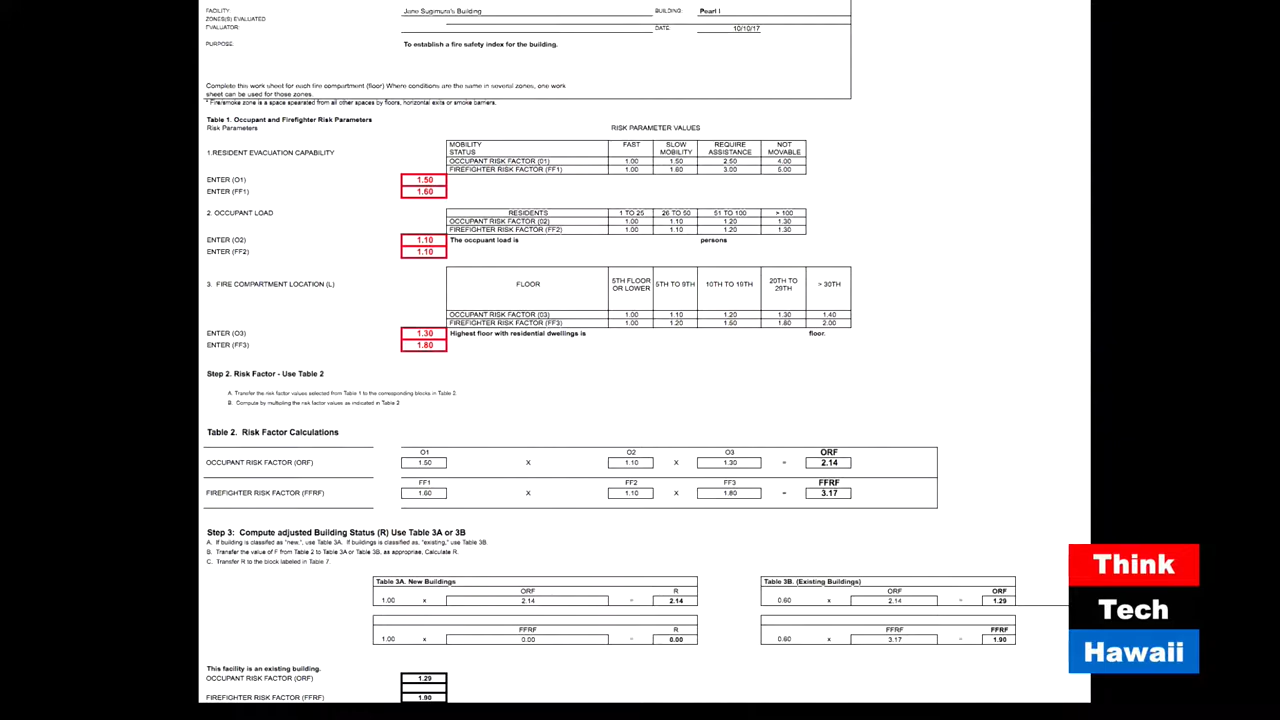 FACILITY: Jane Sugimura's Building BUILDING: Pearl I
ZONES(S) EVALUATED
EVALUATOR: DATE: 10/10/17
PURPOSE: To establish a fire safety index for the building.
Complete this work sheet for each fire compartment (floor) Where conditions are the same in several zones, one work
sheet can be used for those zones.
* Fire/smoke zone is a space spearated from all other spaces by floors, horizontal exits or smoke barriers.
Table 1. Occupant and Firefighter Risk Parameters
Risk Parameters RISK PARAMETER VALUES
1.RESIDENT EVACUATION CAPABILITY
MOBILITY STATUS FAST SLOW MOBILITY REQUIRE ASSISTANCE NOT MOVABLE
OCCUPANT RISK FACTOR (01) 1.00 1.50 2.50 4.00
FIREFIGHTER RISK FACTOR (FF1) 1.00 1.60 3.00 5.00
ENTER (O1) 1.50
ENTER (FF1) 1.60
2. OCCUPANT LOAD RESIDENTS 1 TO 25 26 TO 50 51 TO 100 > 100
OCCUPANT RISK FACTOR (02) 1.00 1.10 1.20 1.30
FIREFIGHTER RISK FACTOR (FF2) 1.00 1.10 1.20 1.30
ENTER (O2) 1.10 The occpuant load is persons
ENTER (FF2) 1.10
3. FIRE COMPARTMENT LOCATION (L) FLOOR 5TH FLOOR OR LOWER 5TH TO 9TH 10TH TO 19TH 20TH TO 29TH > 30TH
OCCUPANT RISK FACTOR (03) 1.00 1.10 1.20 1.30 1.40
FIREFIGHTER RISK FACTOR (FF3) 1.00 1.20 1.50 1.80 2.00
ENTER (O3) 1.30 Highest floor with residential dwellings is floor.
ENTER (FF3) 1.80
Step 2. Risk Factor - Use Table 2
A. Transfer the risk factor values selected from Table 1 to the corresponding blocks in Table 2.
B. Compute by multipling the risk factor values as indicated in Table 2
Table 2. Risk Factor Calculations
O1 O2 O3 ORF
OCCUPANT RISK FACTOR (ORF) 1.50 X 1.10 X 1.30 = 2.14
FF1 FF2 FF3 FFRF
FIREFIGHTER RISK FACTOR (FFRF) 1.60 X 1.10 X 1.80 = 3.17
Step 3: Compute adjusted Building Status (R) Use Table 3A or 3B
A. If building is classifed as "new,", use Table 3A. If buildings is classified as, "existing," use Table 3B.
B. Transfer the value of F from Table 2 to Table 3A or Table 3B, as appropriate, Calculate R.
C. Transfer R to the block labeled in Table 7.
Table 3A. New Buildings Table 3B. (Existing Buildings)
ORF R ORF ORF
1.00 x 2.14 = 2.14 0.60 x 2.14 = 1.29
FFRF R FFRF FFRF
1.00 x 0.00 = 0.00 0.60 x 3.17 = 1.90
This facility is an existing building.
OCCUPANT RISK FACTOR (ORF) 1.29
FIREFIGHTER RISK FACTOR (FFRF) 1.90
Think
Tech
Hawaii